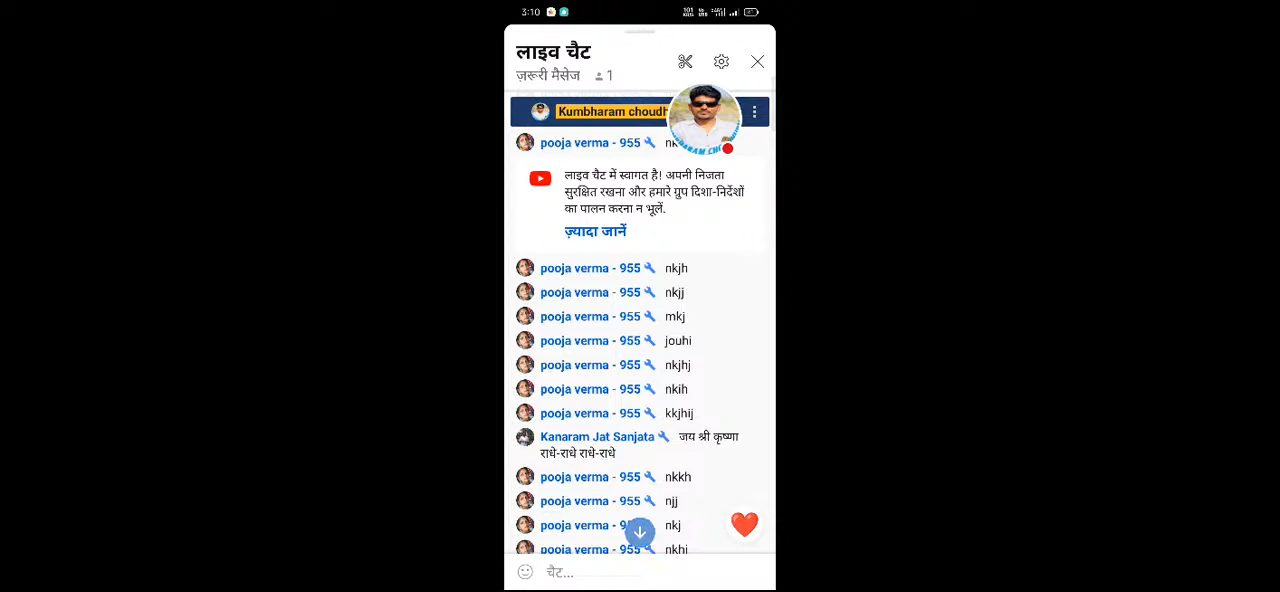 3:10
लाइव चैट
ज़रूरी मैसेज 1
Kumbharam choudh
pooja verma - 955
लाइव चैट में स्वागत है! अपनी निजता
सुरक्षित रखना और हमारे ग्रुप दिशा-निर्देशों
का पालन करना न भूलें.
ज़्यादा जानें
pooja verma - 955 nkjh
pooja verma - 955 nkjj
pooja verma - 955 mkj
pooja verma - 955 jouhi
pooja verma - 955 nkjhj
pooja verma - 955 nkih
pooja verma - 955 kkjhij
Kanaram Jat Sanjata जय श्री कृष्णा
राधे-राधे राधे-राधे
pooja verma - 955 nkkh
pooja verma - 955 njj
pooja verma - 9 nkj
pooja verma - 955 nkhi
चैट...